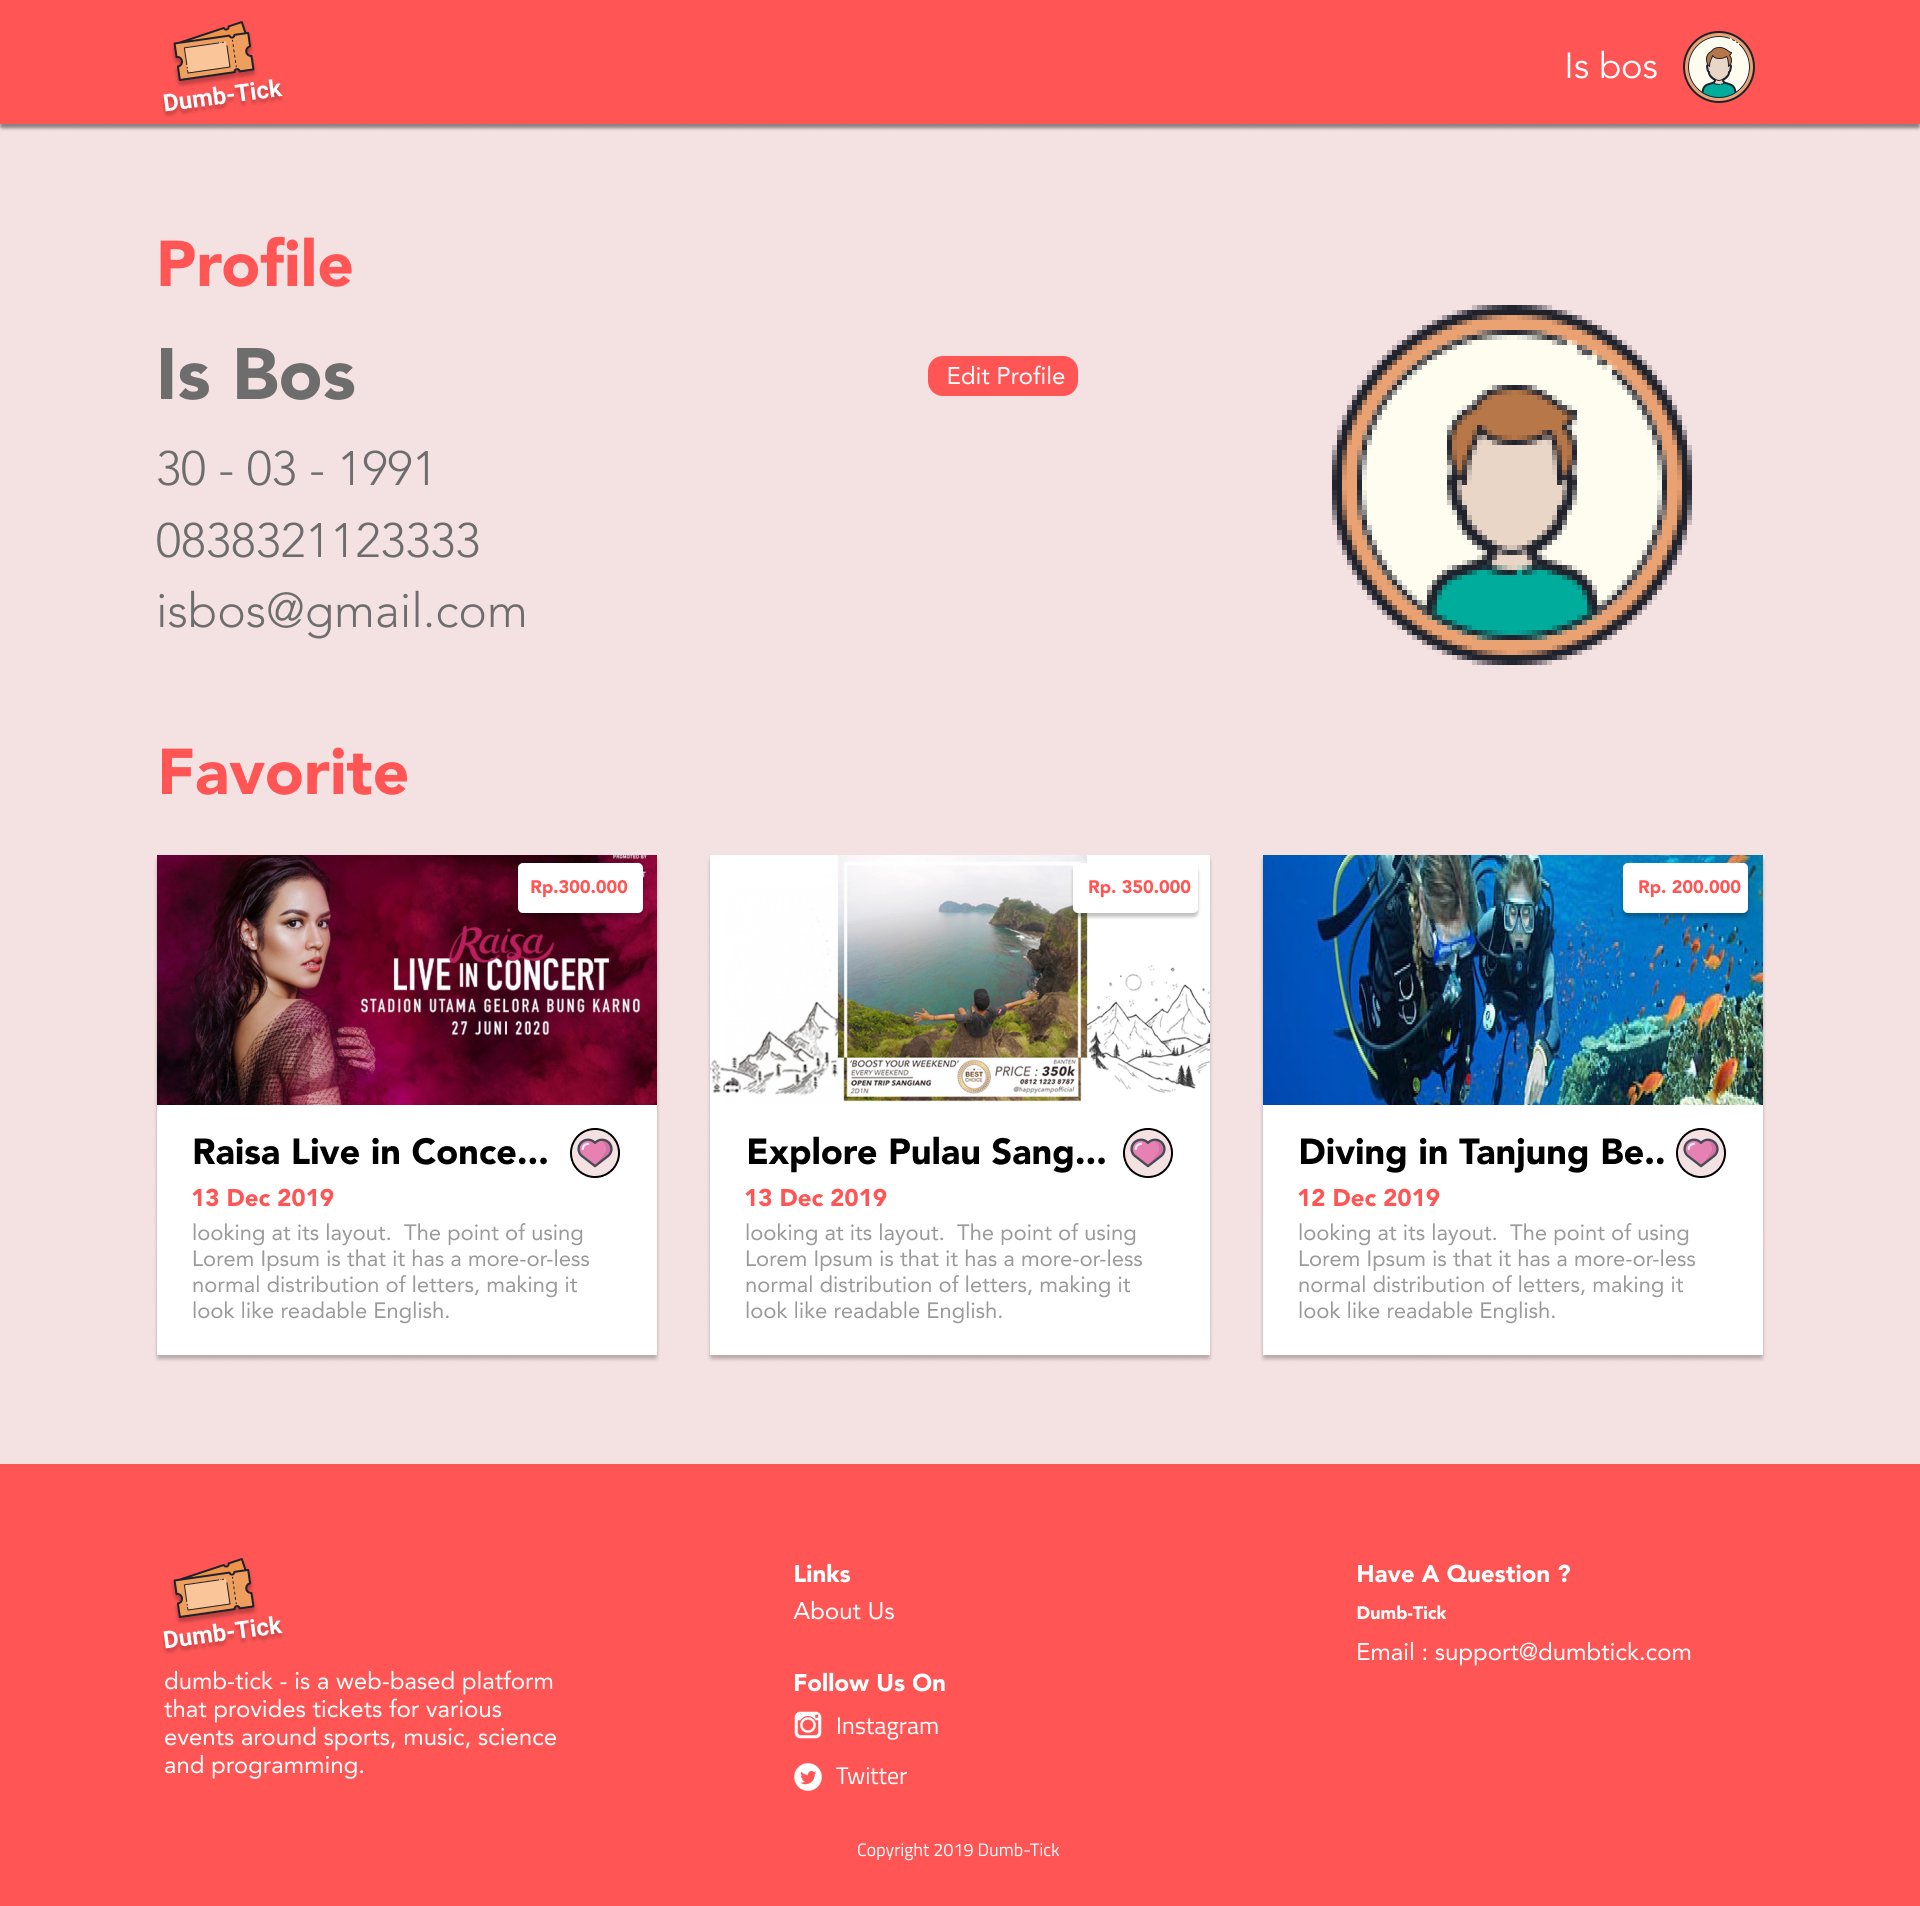 Dumb-Tick
Is bos
Profile
Is Bos
Edit Profile
30 - 03 - 1991
0838321123333
isbos@gmail.com
Favorite
PROMOTED BY
Rp.300.000
Raisa
LIVE IN CONCERT
STADION UTAMA GELORA BUNG KARNO
27 JUNI 2020
Raisa Live in Conce...
13 Dec 2019
looking at its layout.  The point of using
Lorem Ipsum is that it has a more-or-less
normal distribution of letters, making it
look like readable English.
Rp. 350.000
'BOOST YOUR WEEKEND'
EVERY WEEKEND
OPEN TRIP SANGIANG
2D1N
BEST
CHOICE
BANTEN
PRICE : 350k
0812 1223 8787
@happycampofficial
Explore Pulau Sang...
13 Dec 2019
looking at its layout.  The point of using
Lorem Ipsum is that it has a more-or-less
normal distribution of letters, making it
look like readable English.
Rp. 200.000
Diving in Tanjung Be..
12 Dec 2019
looking at its layout.  The point of using
Lorem Ipsum is that it has a more-or-less
normal distribution of letters, making it
look like readable English.
Dumb-Tick
dumb-tick - is a web-based platform
that provides tickets for various
events around sports, music, science
and programming.
Links
About Us
Follow Us On
Instagram
Twitter
Have A Question ?
Dumb-Tick
Email : support@dumbtick.com
Copyright 2019 Dumb-Tick